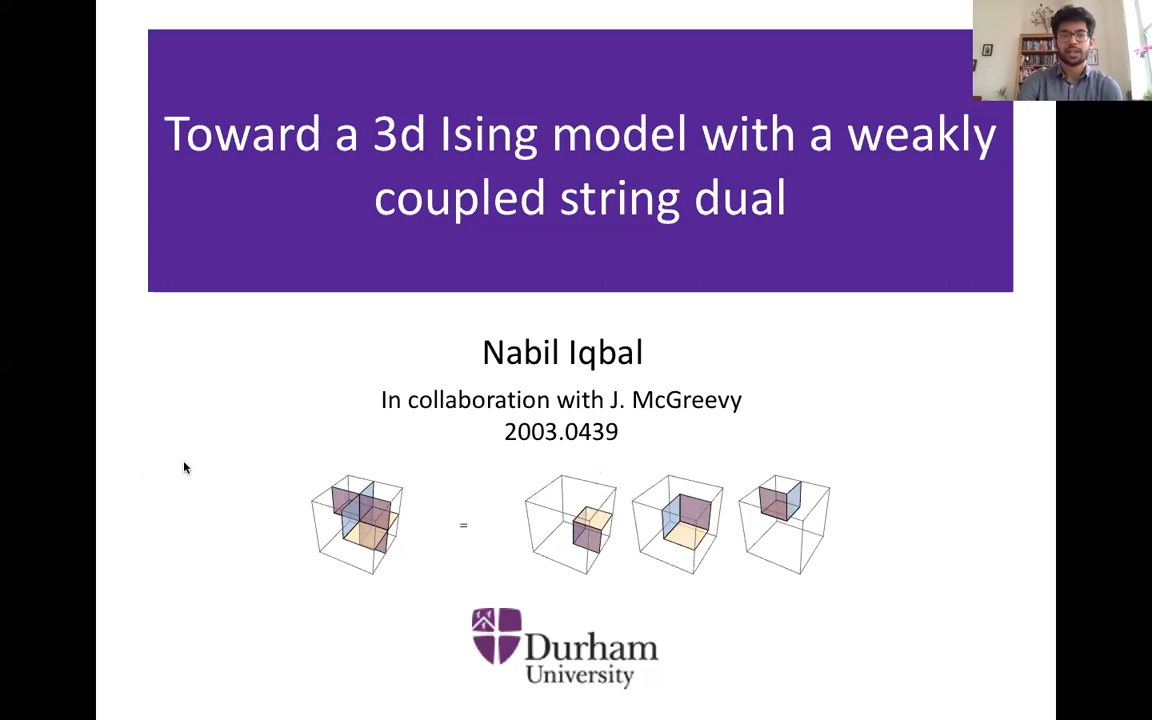 Toward a 3d Ising model with a weakly
coupled string dual
Nabil Iqbal
In collaboration with J. McGreevy
2003.0439
=
Durham
University